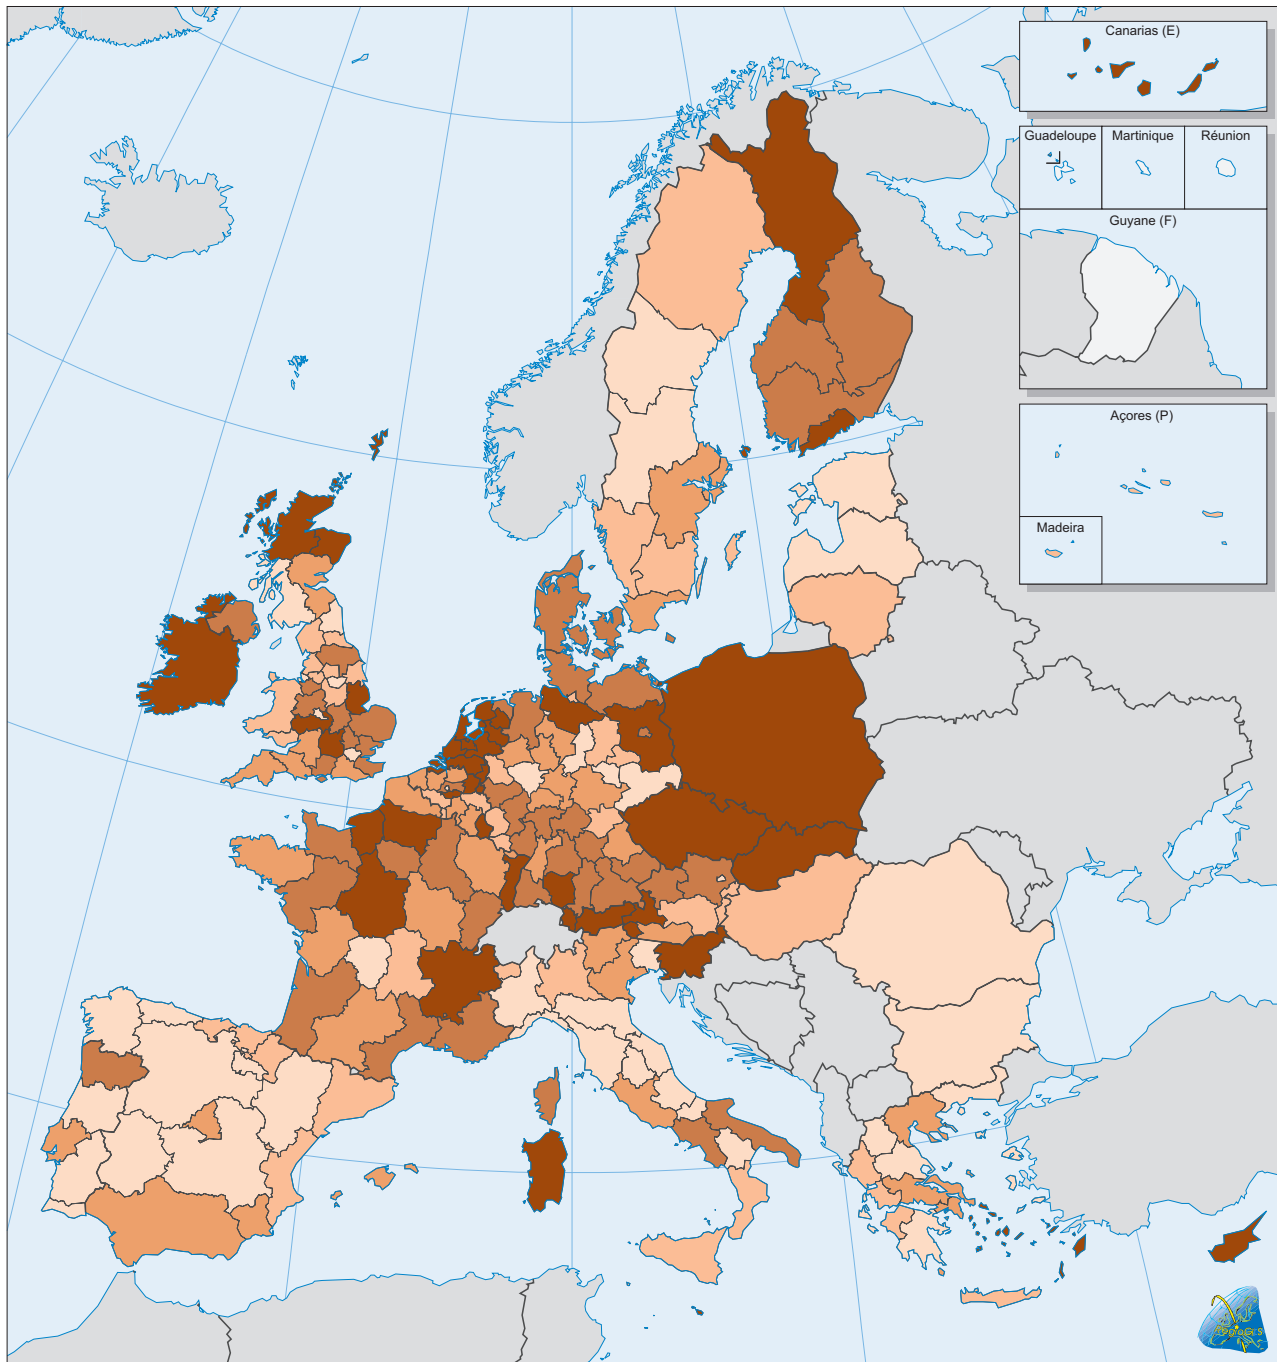 Canarias (E)
Guadeloupe
Martinique
Réunion
Guyane (F)
Açores (P)
Madeira